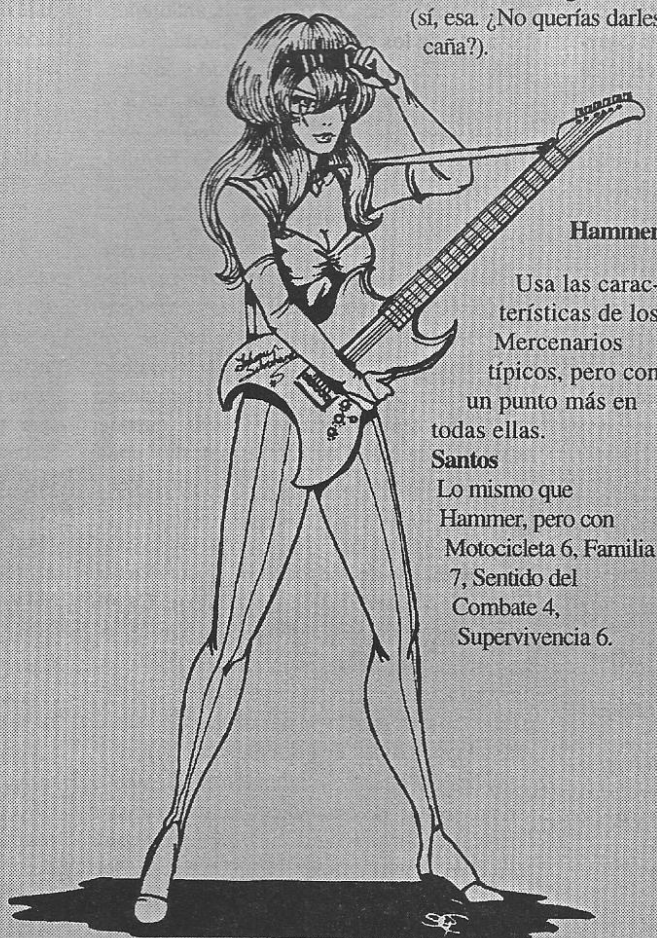 (sí, esa. ¿No querías darles
caña?).
Hammer
Usa las carac-
terísticas de los
Mercenarios
típicos, pero con
un punto más en
todas ellas.
Santos
Lo mismo que
Hammer, pero con
Motocicleta 6, Familia
7, Sentido del
Combate 4,
Supervivencia 6.